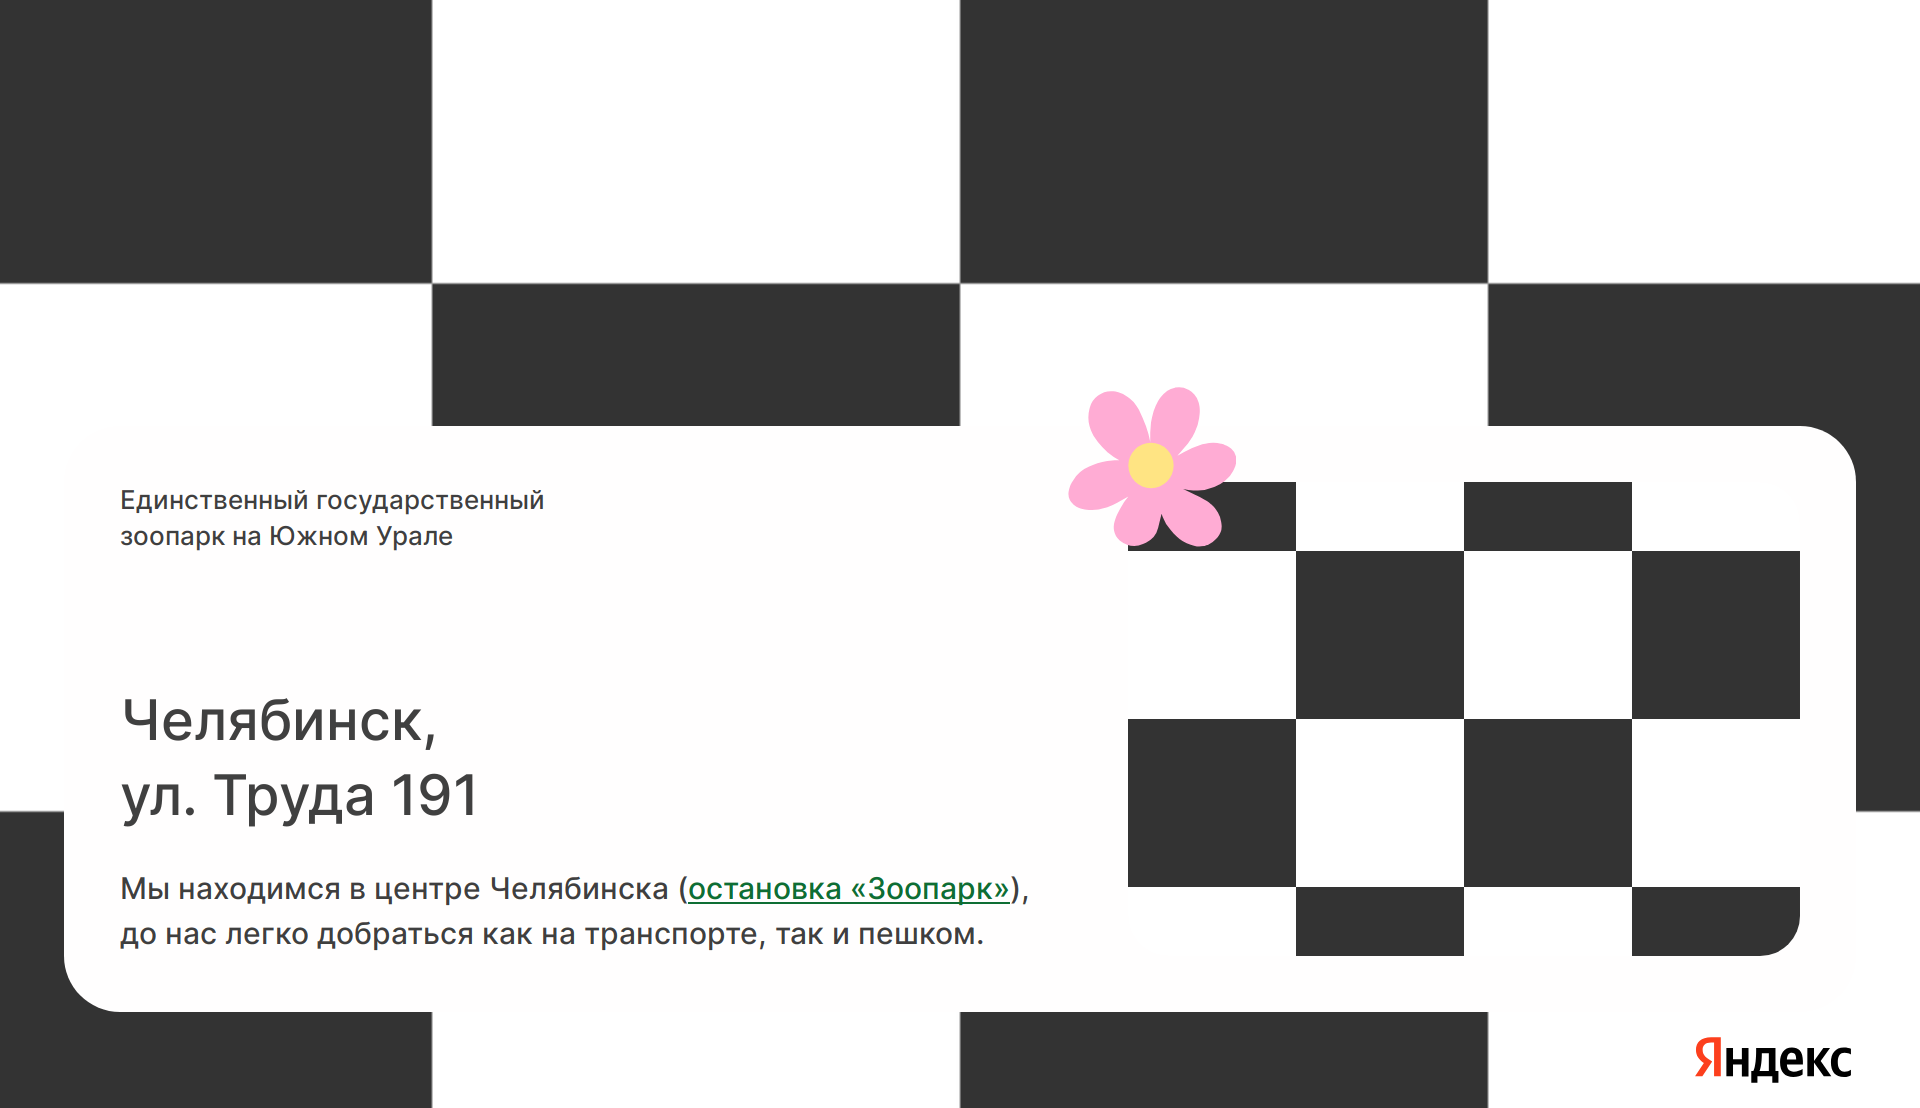 Единственный государственный
зоопарк на Южном Урале
Челябинск,
ул. Труда 191
Мы находимся в центре Челябинска (остановка «Зоопарк»),
до нас легко добраться как на транспорте, так и пешком.
Яндекс